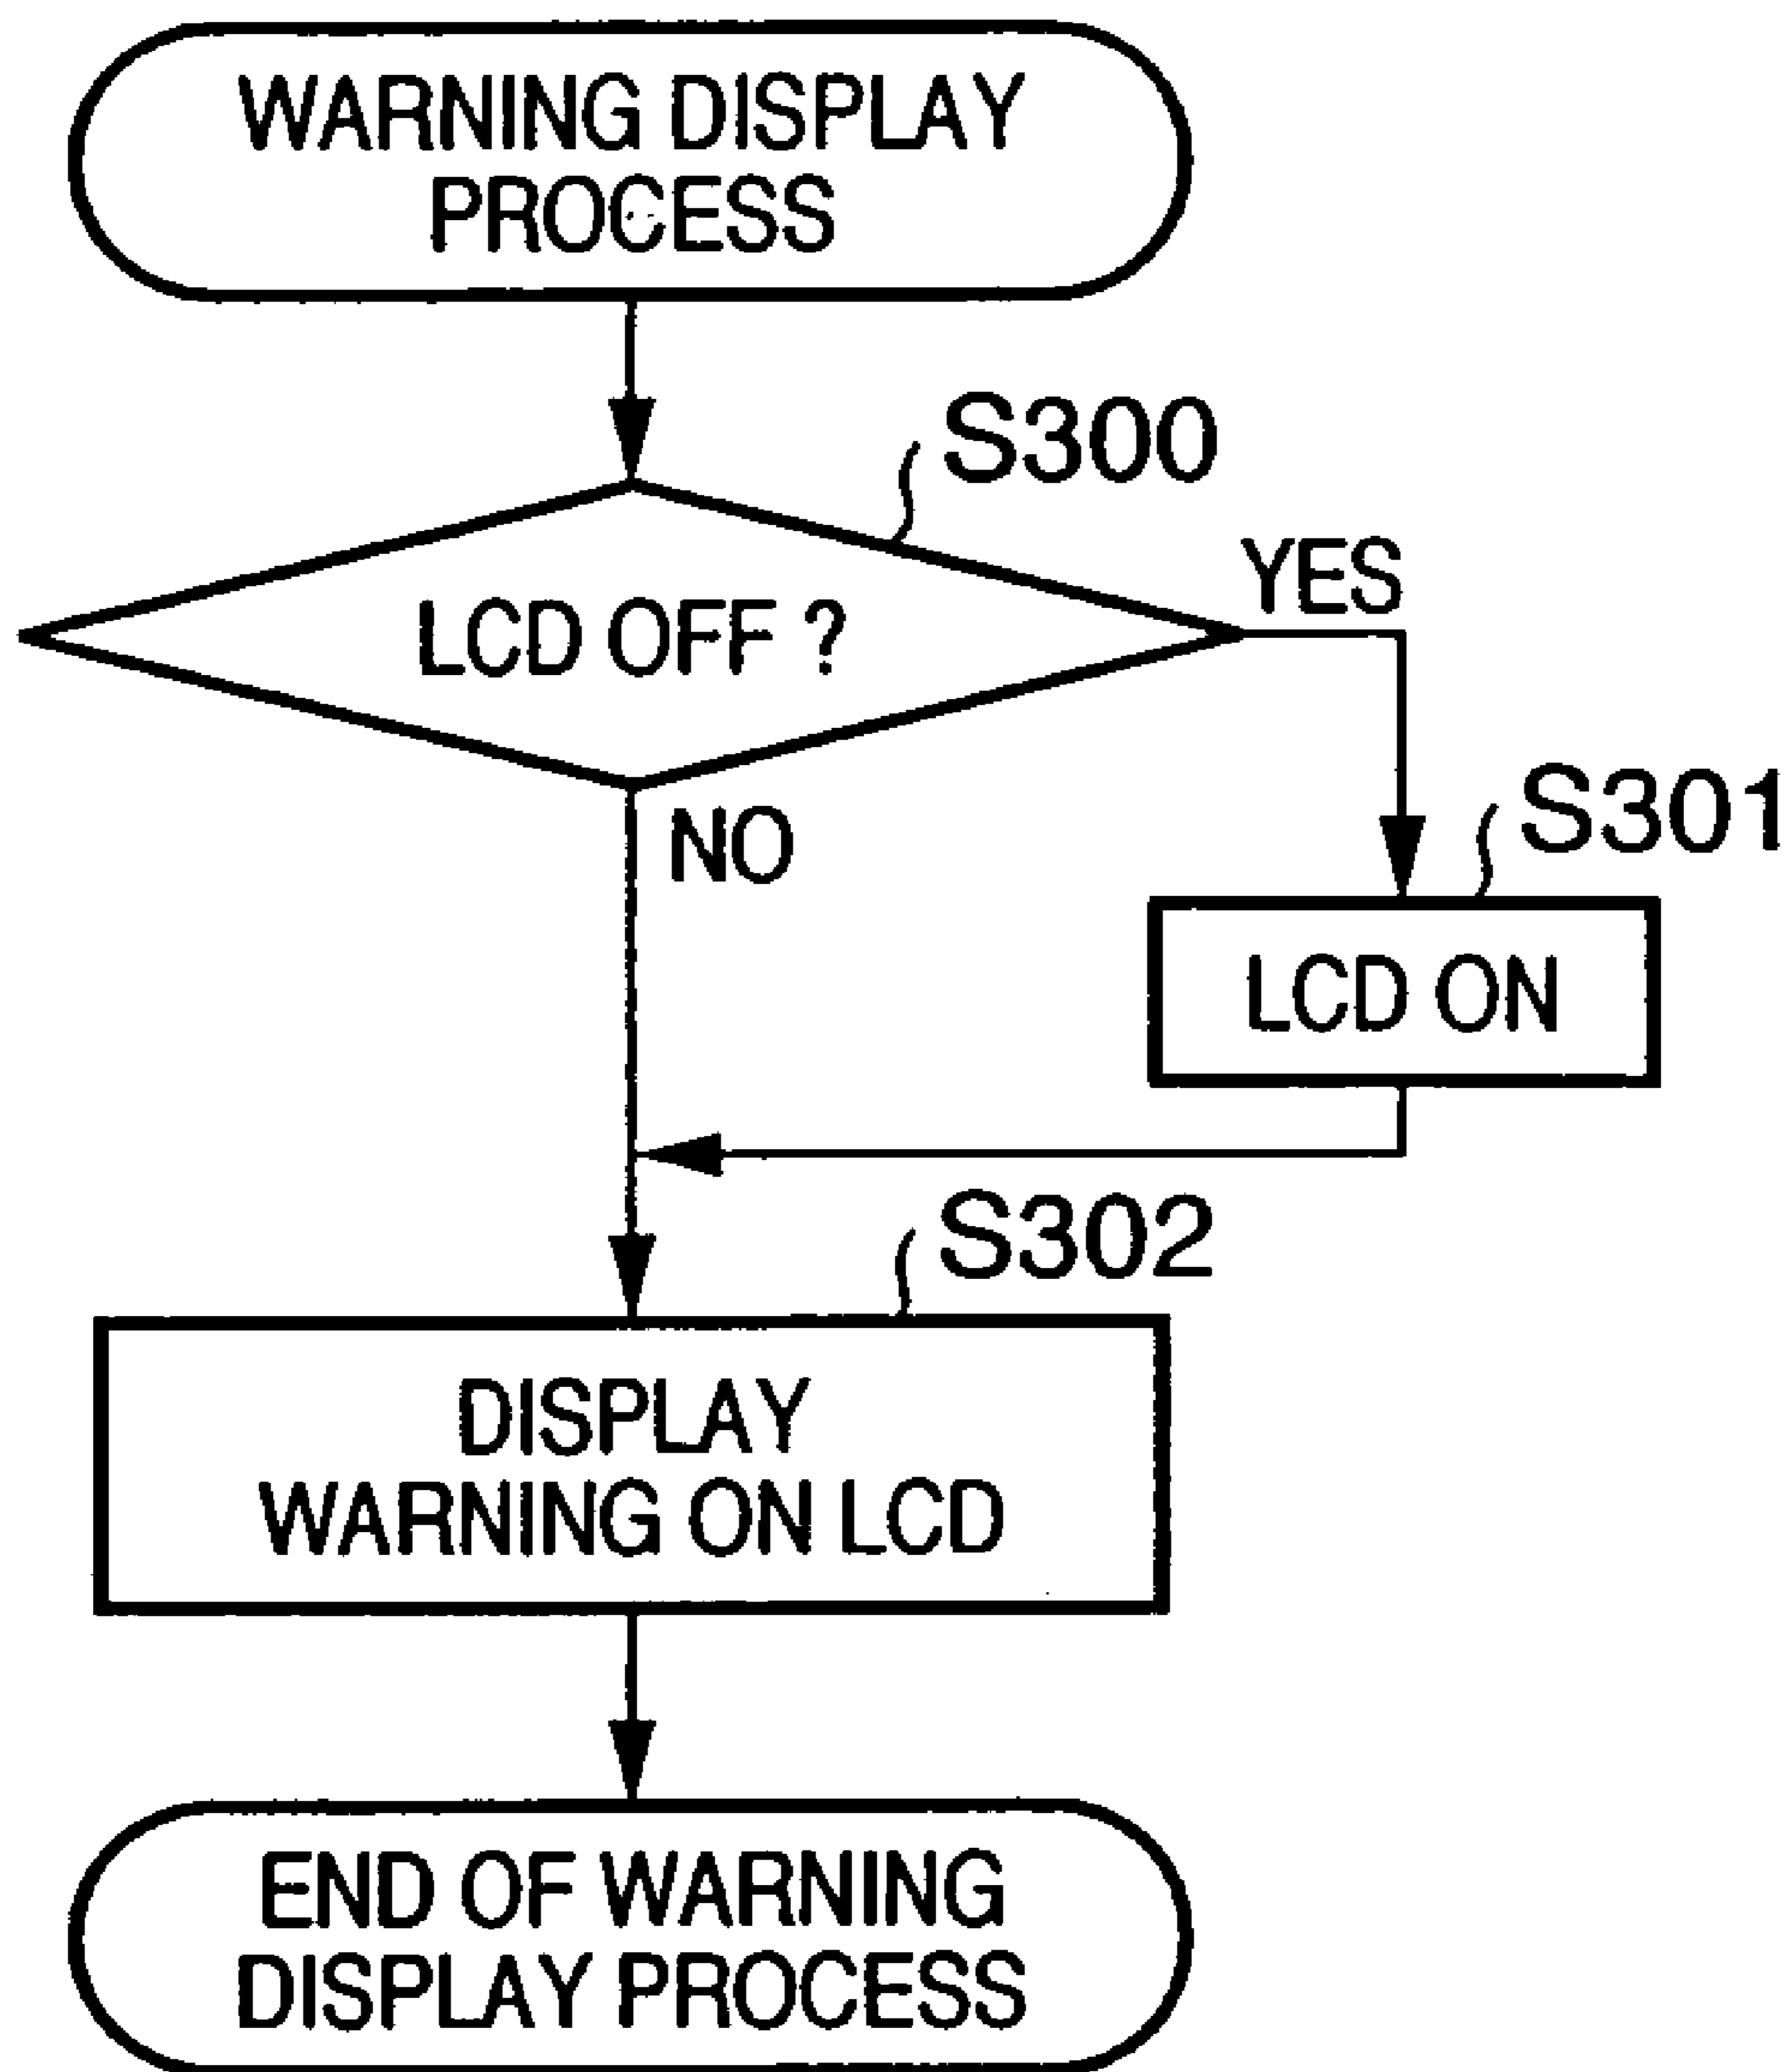 WARNING DISPLAY
PROCESS
S300
LCD OFF ?
YES
NO
S301
LCD ON
S302
DISPLAY
WARNING ON LCD
END OF WARNING
DISPLAY PROCESS